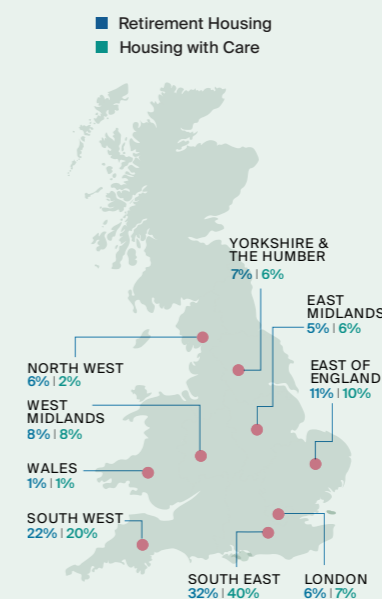 Retirement Housing
Housing with Care
YORKSHIRE &
THE HUMBER
7% | 6%
EAST
MIDLANDS
5% | 6%
NORTH WEST
6% | 2%
EAST OF
ENGLAND
11% | 10%
WEST
MIDLANDS
8% | 8%
WALES
1% | 1%
SOUTH WEST
22% | 20%
SOUTH EAST
32% | 40%
LONDON
6% | 7%